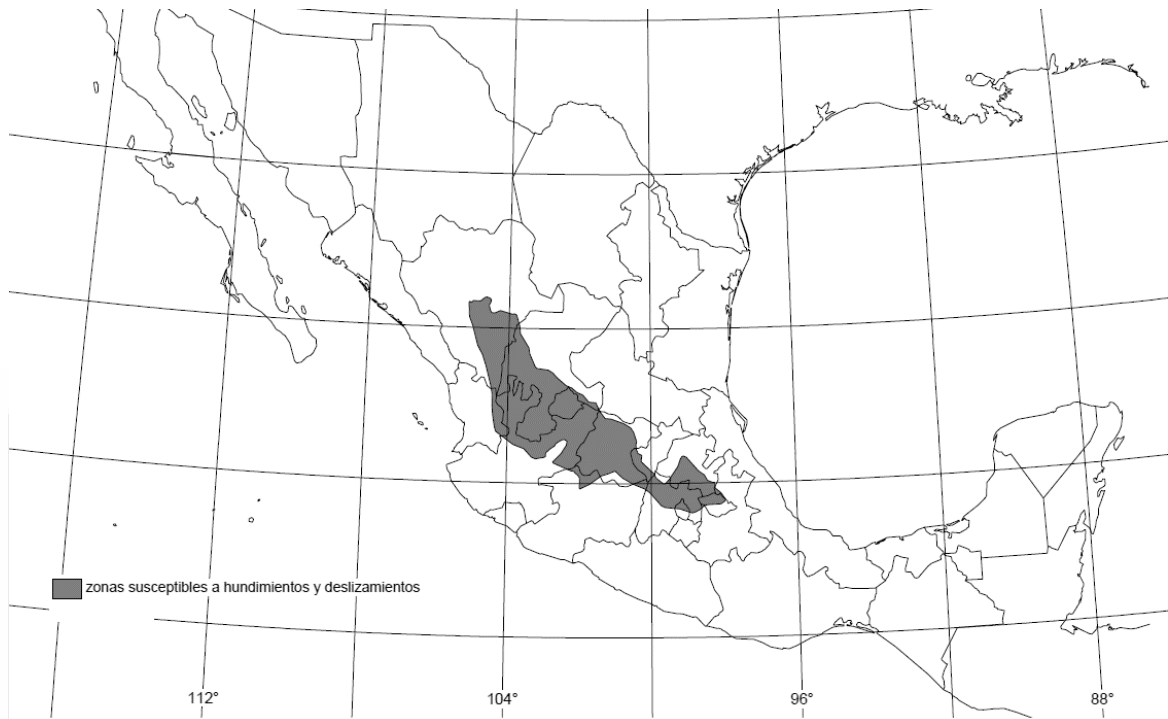 zonas susceptibles a hundimientos y deslizamientos
112° 104° 96° 88°